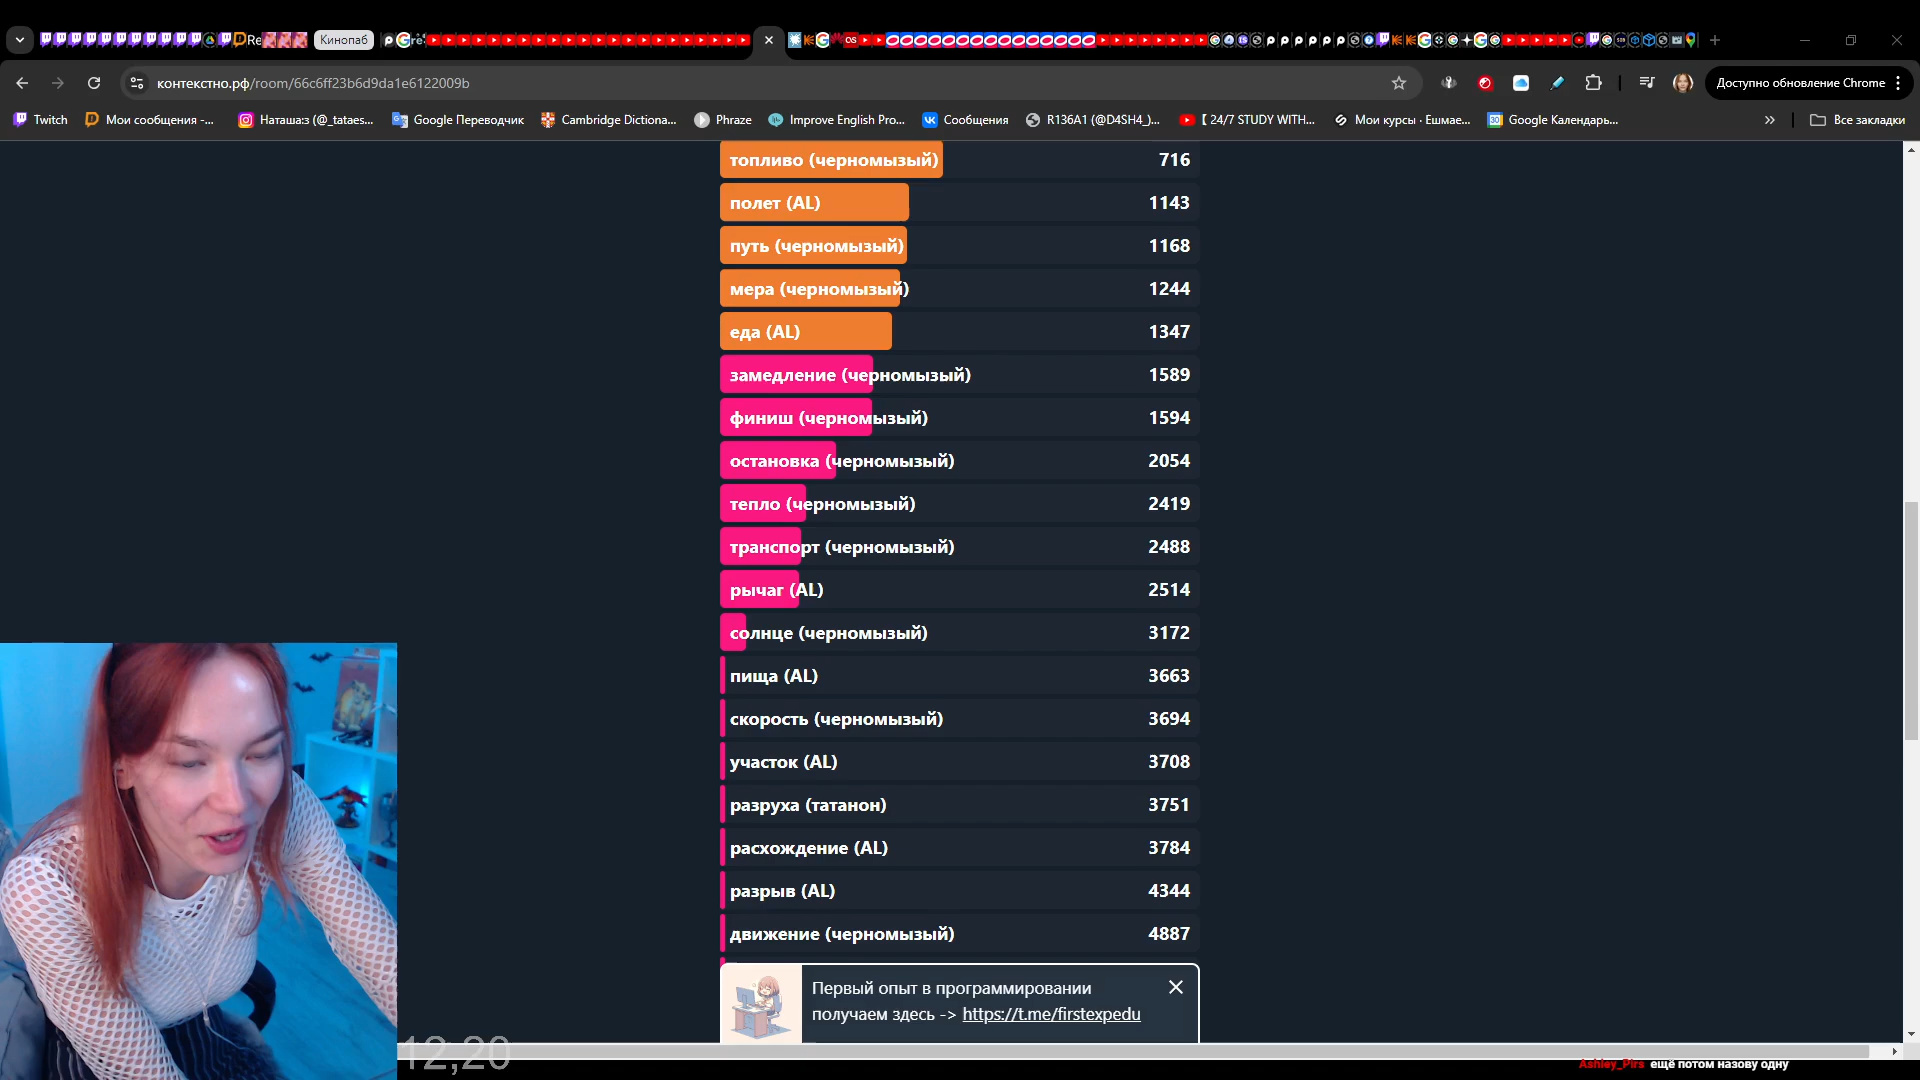 Re
Кинопаб
Gre
контекстно.рф/room/66c6ff23b6d9da1e6122009b
Доступно обновление Chrome
Twitch
Мои сообщения -...
Наташа:з (@_tataes...
Google Переводчик
Cambridge Dictiona...
Phraze
Improve English Pro...
Сообщения
R136A1 (@D4SH4_)...
【 24/7 STUDY WITH...
Мои курсы · Ешмае...
Google Календарь...
Все закладки
топливо (черномызый) 716
полет (AL) 1143
путь (черномызый) 1168
мера (черномызый) 1244
еда (AL) 1347
замедление (черномызый) 1589
финиш (черномызый) 1594
остановка (черномызый) 2054
тепло (черномызый) 2419
транспорт (черномызый) 2488
рычаг (AL) 2514
солнце (черномызый) 3172
пища (AL) 3663
скорость (черномызый) 3694
участок (AL) 3708
разруха (татанон) 3751
расхождение (AL) 3784
разрыв (AL) 4344
движение (черномызый) 4887
Первый опыт в программировании
получаем здесь -> https://t.me/firstexpedu
12,20
Ashley_Pirs ещё потом назову одну